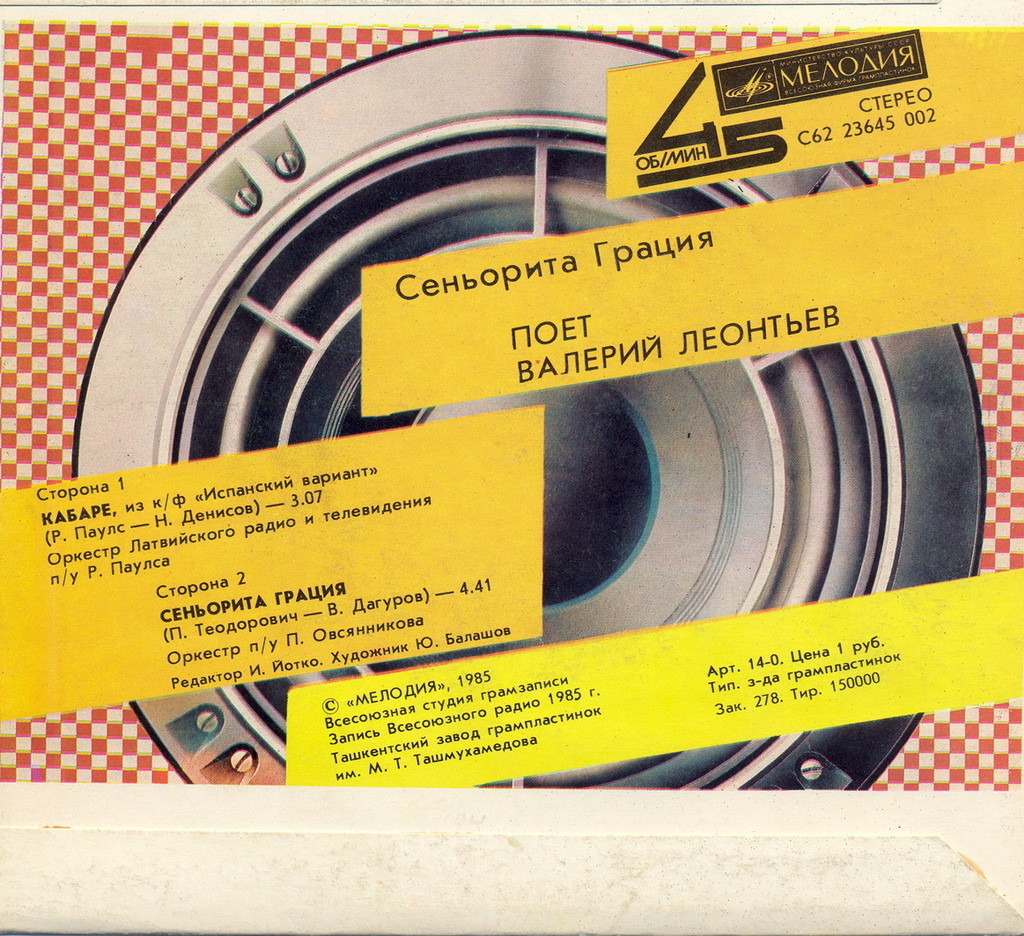 МИНИСТЕРСТВО КУЛЬТУРЫ СССР
МЕЛОДИЯ
ВСЕСОЮЗНАЯ ФИРМА ГРАМПЛАСТИНОК
45
ОБ/МИН
СТЕРЕО
С62 23645 002
Сеньорита Грация
ПОЕТ
ВАЛЕРИЙ ЛЕОНТЬЕВ
Сторона 1
КАБАРЕ, из к/ф «Испанский вариант»
(Р. Паулс — Н. Денисов) — 3.07
Оркестр Латвийского радио и телевидения
п/у Р. Паулса
Сторона 2
СЕНЬОРИТА ГРАЦИЯ
(П. Теодорович — В. Дагуров) — 4.41
Оркестр п/у П. Овсянникова
Редактор И. Йотко. Художник Ю. Балашов
© «МЕЛОДИЯ», 1985
Всесоюзная студия грамзаписи
Запись Всесоюзного радио 1985 г.
Ташкентский завод грампластинок
им. М. Т. Ташмухамедова
Арт. 14-0. Цена 1 руб.
Тип. з-да грампластинок
Зак. 278. Тир. 150000